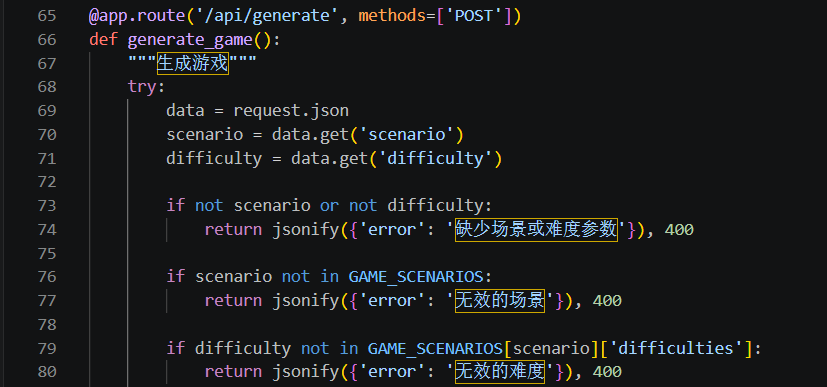 65 @app.route('/api/generate', methods=['POST'])
66 def generate_game():
67     """生成游戏"""
68     try:
69         data = request.json
70         scenario = data.get('scenario')
71         difficulty = data.get('difficulty')
72
73         if not scenario or not difficulty:
74             return jsonify({'error': '缺少场景或难度参数'}), 400
75
76         if scenario not in GAME_SCENARIOS:
77             return jsonify({'error': '无效的场景'}), 400
78
79         if difficulty not in GAME_SCENARIOS[scenario]['difficulties']:
80             return jsonify({'error': '无效的难度'}), 400